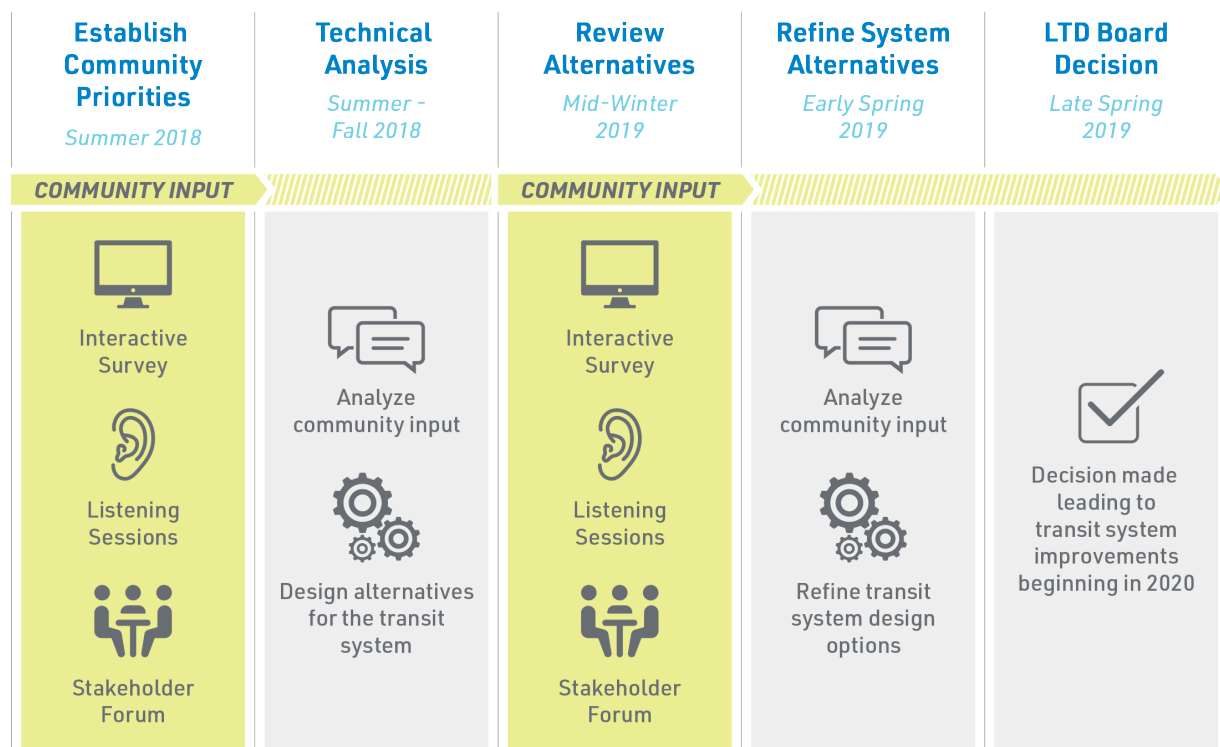 Establish
Community
Priorities
Summer 2018
Technical
Analysis
Summer -
Fall 2018
Review
Alternatives
Mid-Winter
2019
Refine System
Alternatives
Early Spring
2019
LTD Board
Decision
Late Spring
2019
COMMUNITY INPUT
COMMUNITY INPUT
Interactive
Survey
Listening
Sessions
Stakeholder
Forum
Analyze
community input
Design alternatives
for the transit
system
Interactive
Survey
Listening
Sessions
Stakeholder
Forum
Analyze
community input
Refine transit
system design
options
Decision made
leading to
transit system
improvements
beginning in 2020